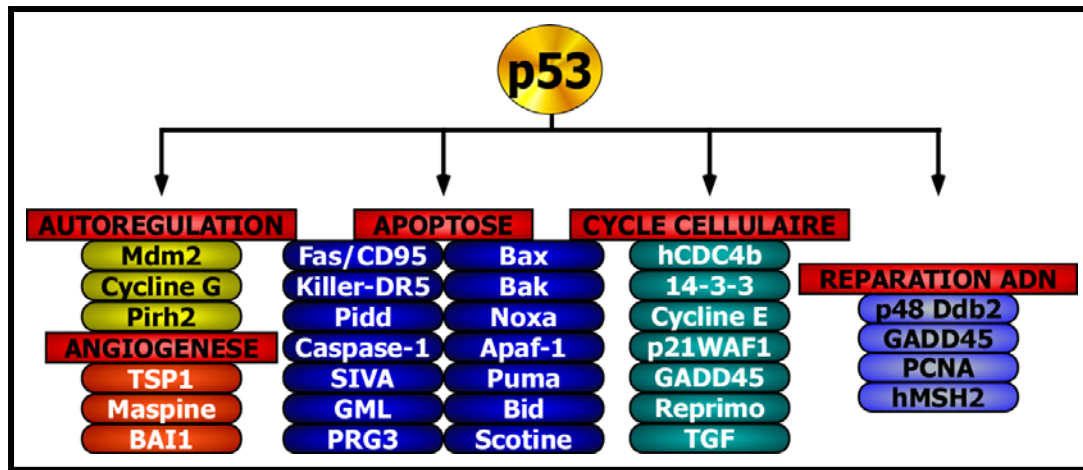 p53
AUTOREGULATION
Mdm2
Cycline G
Pirh2
ANGIOGENESE
TSP1
Maspine
BAI1
APOPTOSE
Fas/CD95
Killer-DR5
Pidd
Caspase-1
SIVA
GML
PRG3
Bax
Bak
Noxa
Apaf-1
Puma
Bid
Scotine
CYCLE CELLULAIRE
hCDC4b
14-3-3
Cycline E
p21WAF1
GADD45
Reprimo
TGF
REPARATION ADN
p48 Ddb2
GADD45
PCNA
hMSH2